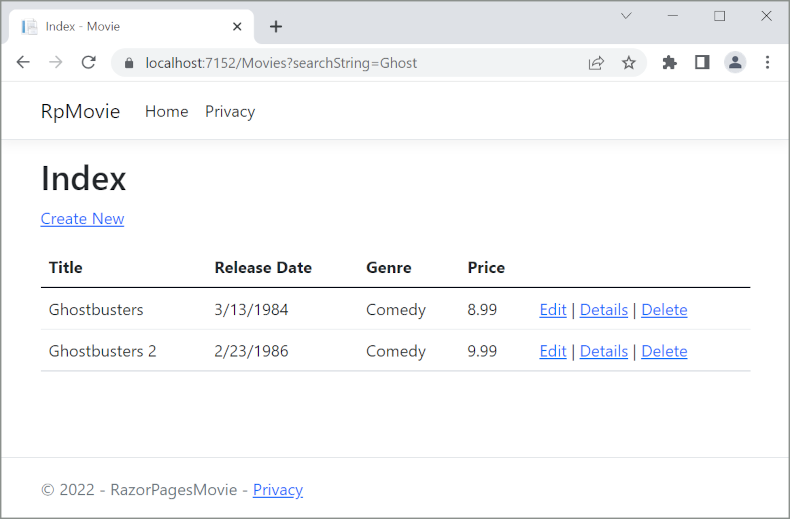 Index - Movie
localhost:7152/Movies?searchString=Ghost
RpMovie Home Privacy
Index
Create New
Title Release Date Genre Price
Ghostbusters 3/13/1984 Comedy 8.99 Edit | Details | Delete
Ghostbusters 2 2/23/1986 Comedy 9.99 Edit | Details | Delete
© 2022 - RazorPagesMovie - Privacy